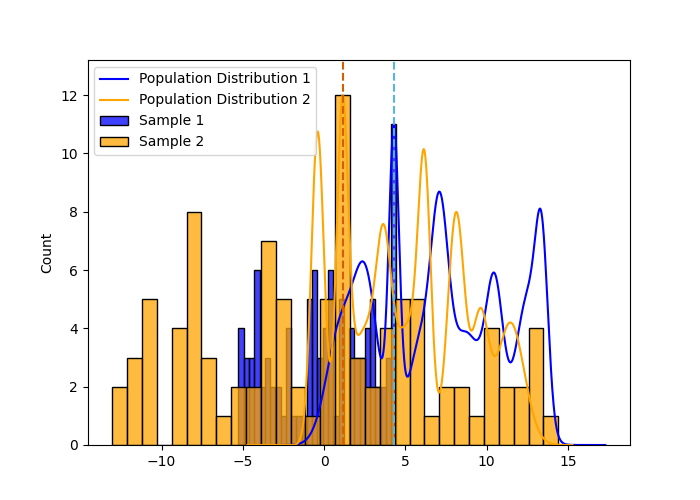 Population Distribution 1
Population Distribution 2
Sample 1
Sample 2
Count
12
10
8
6
4
2
0
−10
−5
0
5
10
15